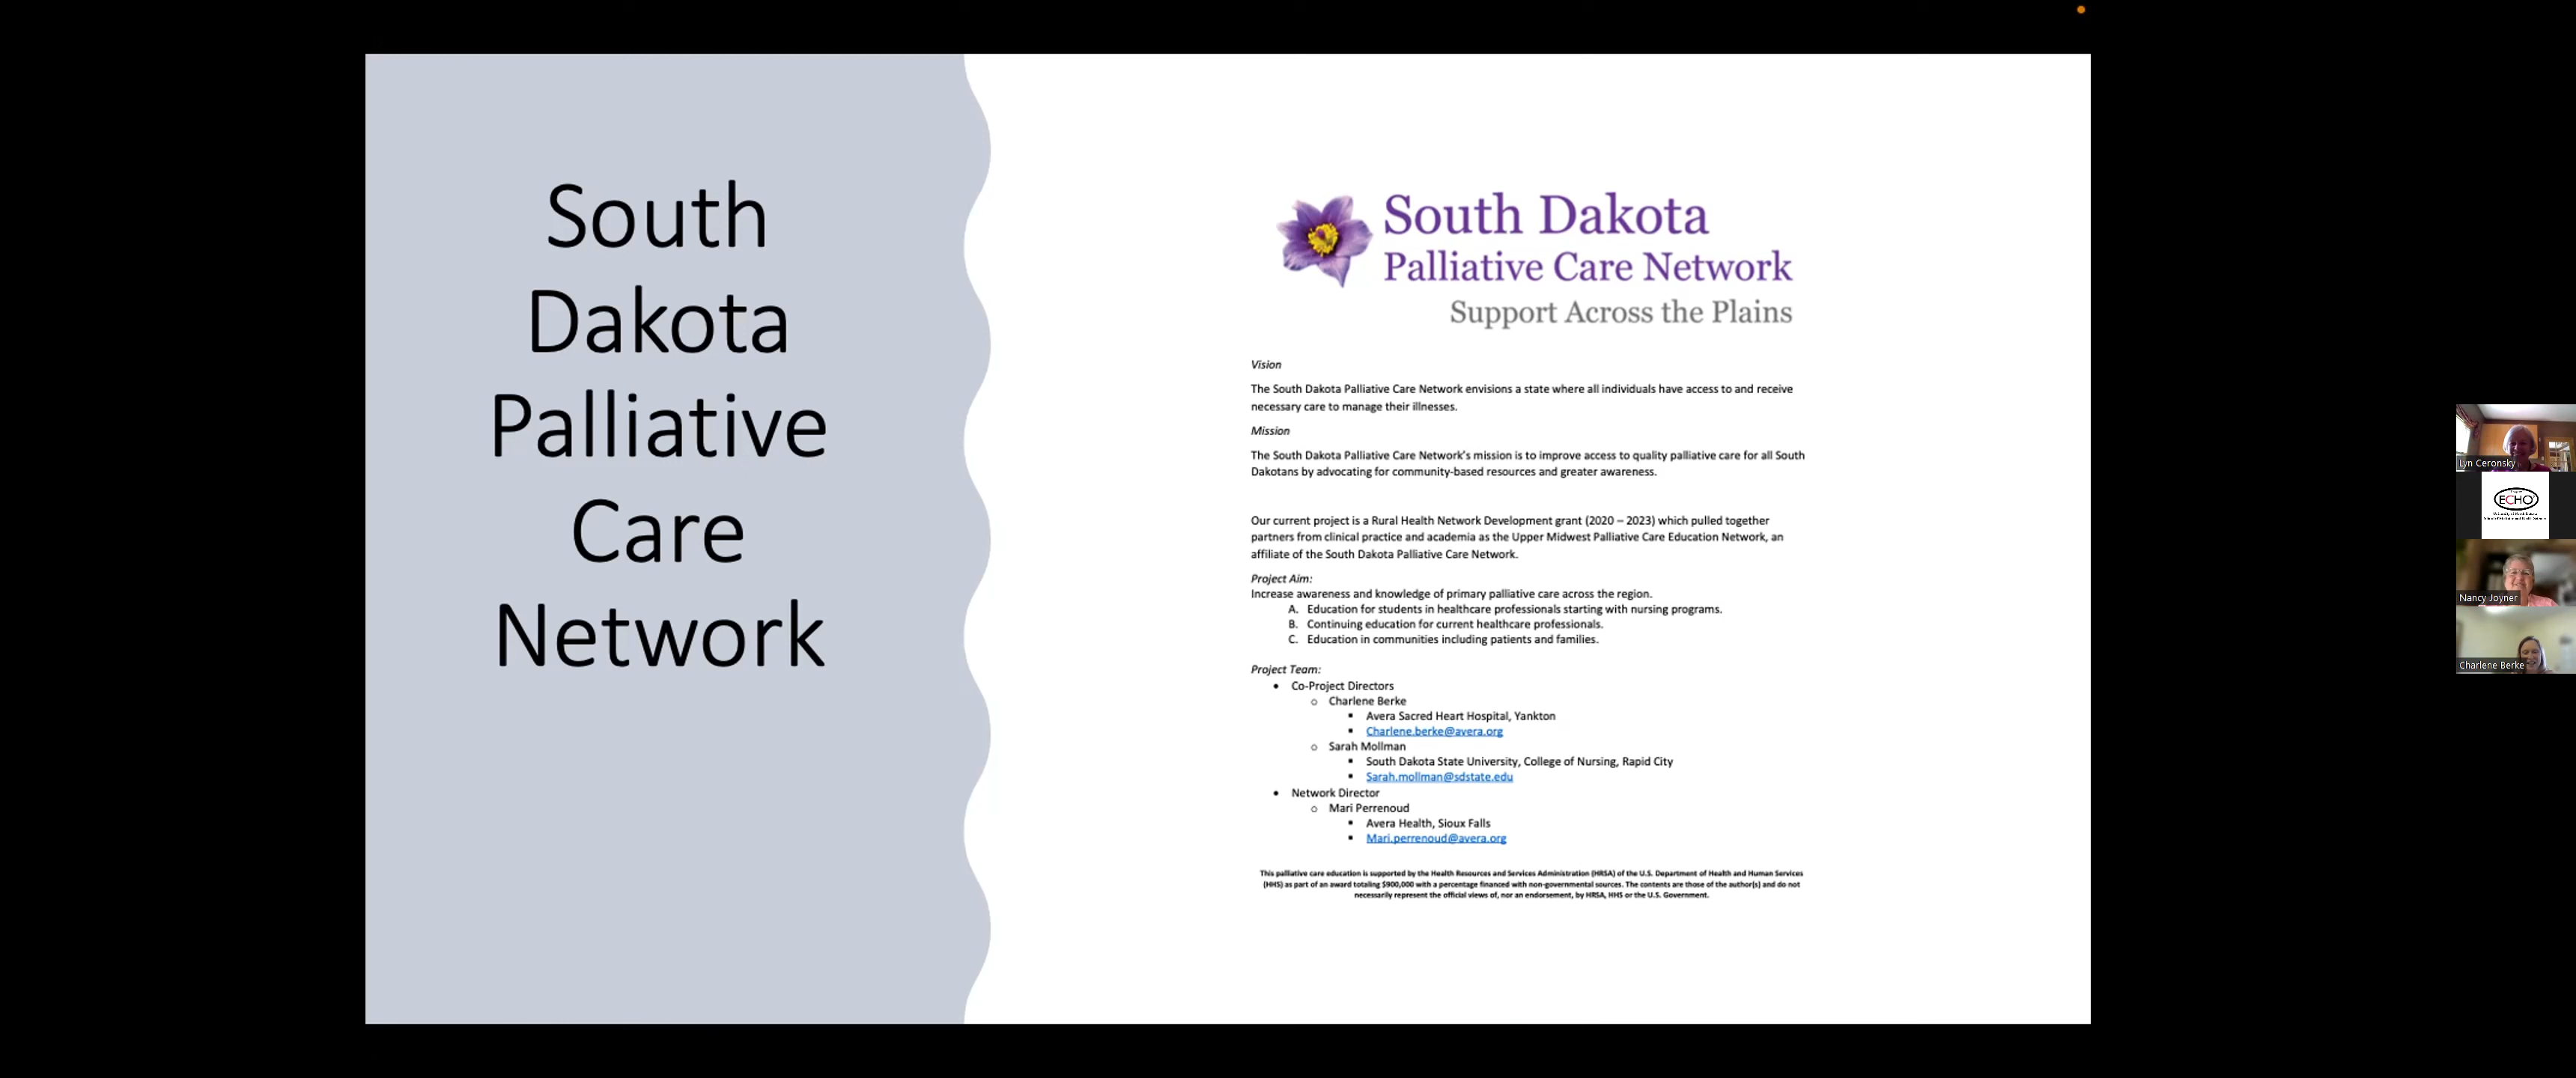 South
Dakota
Palliative
Care
Network
South Dakota
Palliative Care Network
Support Across the Plains
Vision
The South Dakota Palliative Care Network envisions a state where all individuals have access to and receive
necessary care to manage their illnesses.
Mission
The South Dakota Palliative Care Network's mission is to improve access to quality palliative care for all South
Dakotans by advocating for community-based resources and greater awareness.
Our current project is a Rural Health Network Development grant (2020 – 2023) which pulled together
partners from clinical practice and academia as the Upper Midwest Palliative Care Education Network, an
affiliate of the South Dakota Palliative Care Network.
Project Aim:
Increase awareness and knowledge of primary palliative care across the region.
A. Education for students in healthcare professionals starting with nursing programs.
B. Continuing education for current healthcare professionals.
C. Education in communities including patients and families.
Project Team:
• Co-Project Directors
o Charlene Berke
▪ Avera Sacred Heart Hospital, Yankton
▪ Charlene.berke@avera.org
o Sarah Mollman
▪ South Dakota State University, College of Nursing, Rapid City
▪ Sarah.mollman@sdstate.edu
• Network Director
o Mari Perrenoud
▪ Avera Health, Sioux Falls
▪ Mari.perrenoud@avera.org
This palliative care education is supported by the Health Resources and Services Administration (HRSA) of the U.S. Department of Health and Human Services
(HHS) as part of an award totaling $900,000 with a percentage financed with non-governmental sources. The contents are those of the author(s) and do not
necessarily represent the official views of, nor an endorsement, by HRSA, HHS or the U.S. Government.
Lyn Ceronsky
ECHO
Nancy Joyner
Charlene Berke